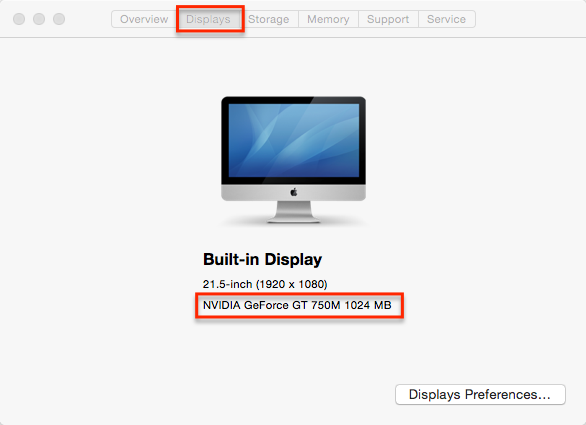 Overview Displays Storage Memory Support Service
Built-in Display
21.5-inch (1920 x 1080)
NVIDIA GeForce GT 750M 1024 MB
Displays Preferences...